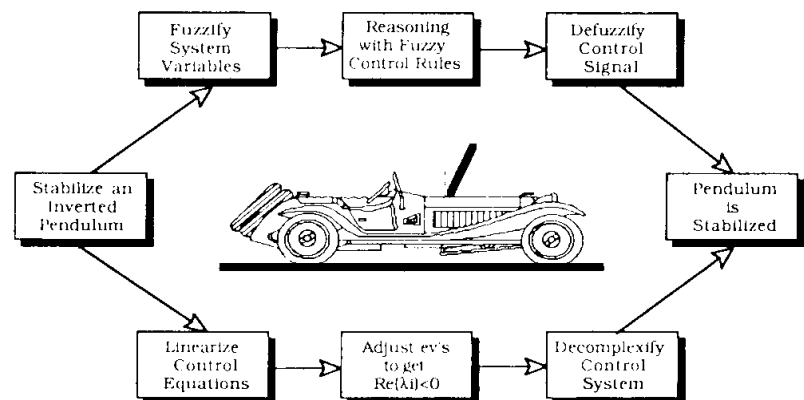 Fuzzify
System
Variables
Reasoning
with Fuzzy
Control Rules
Defuzzify
Control
Signal
Stabilize an
Inverted
Pendulum
Pendulum
is
Stabilized
Linearize
Control
Equations
Adjust ev's
to get
Re{λi}<0
Decomplexify
Control
System